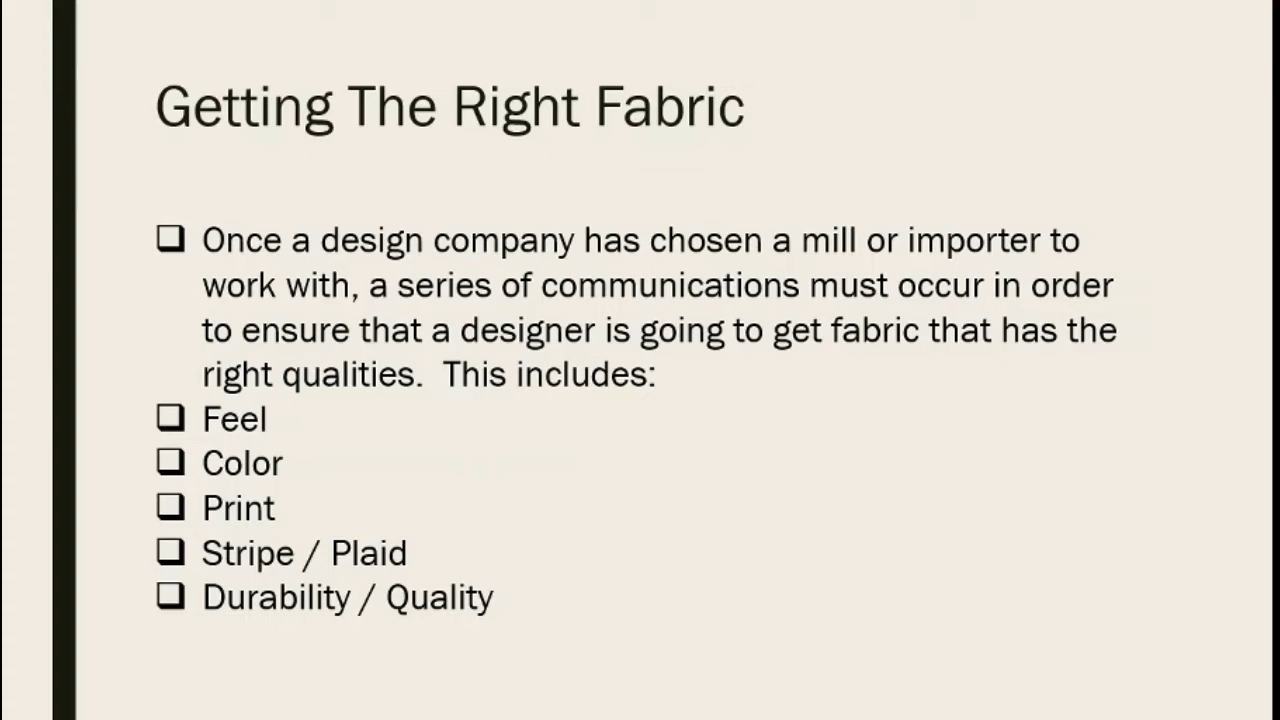 Getting The Right Fabric
Once a design company has chosen a mill or importer to
work with, a series of communications must occur in order
to ensure that a designer is going to get fabric that has the
right qualities.  This includes:
Feel
Color
Print
Stripe / Plaid
Durability / Quality